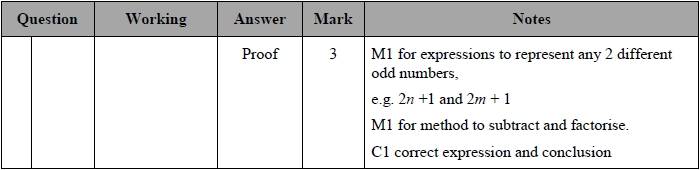 Question Working Answer Mark Notes
Proof 3 M1 for expressions to represent any 2 different
odd numbers,
e.g. 2n +1 and 2m + 1
M1 for method to subtract and factorise.
C1 correct expression and conclusion